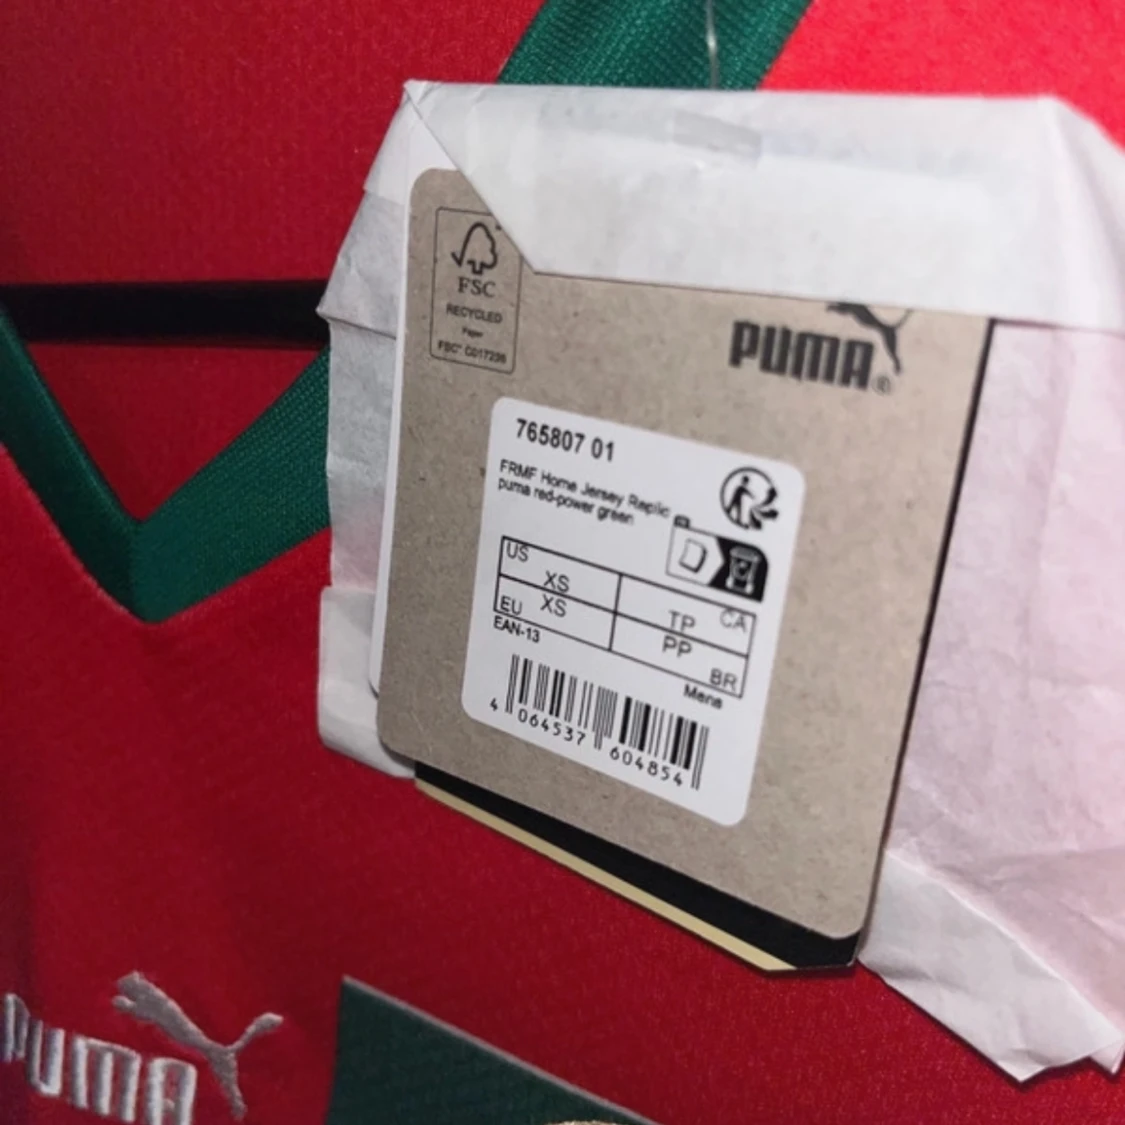 FSC
RECYCLED
Paper
FSC™ C017236
PUMA®
765807 01
FRMF Home Jersey Replic
puma red-power green
US
XS
TP
CA
EU
XS
PP
BR
EAN-13
Mens
4 064537 604854
PUMA